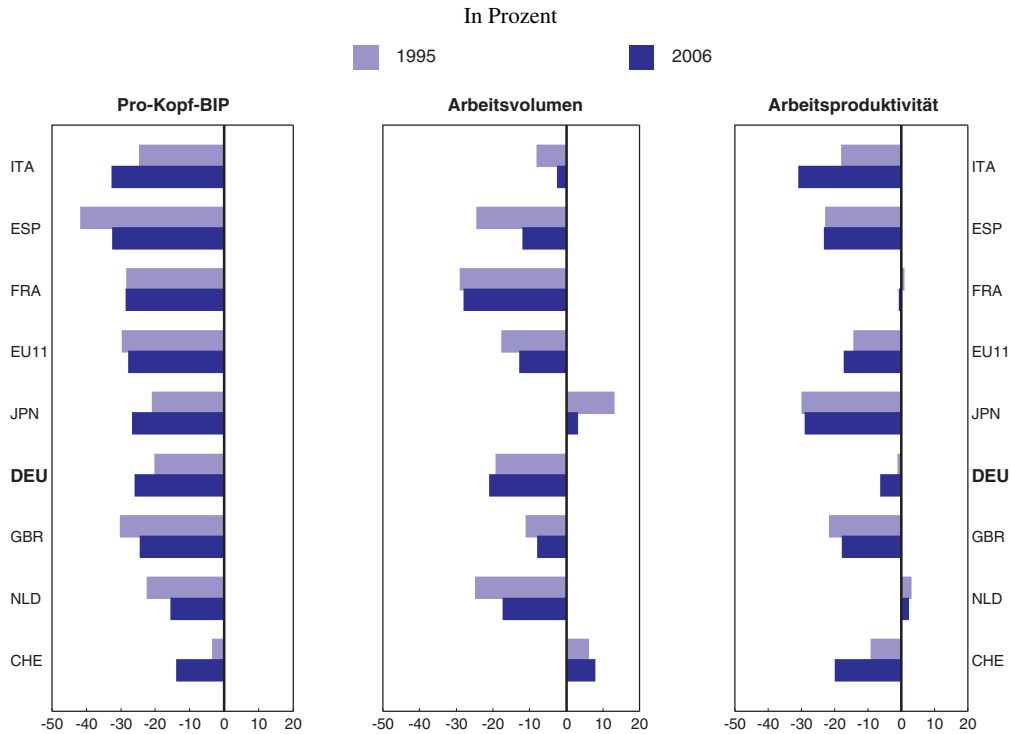 In Prozent
1995 2006
Pro-Kopf-BIP Arbeitsvolumen Arbeitsproduktivität
ITA ITA
ESP ESP
FRA FRA
EU11 EU11
JPN JPN
DEU DEU
GBR GBR
NLD NLD
CHE CHE
-50 -40 -30 -20 -10 0 10 20 -50 -40 -30 -20 -10 0 10 20 -50 -40 -30 -20 -10 0 10 20